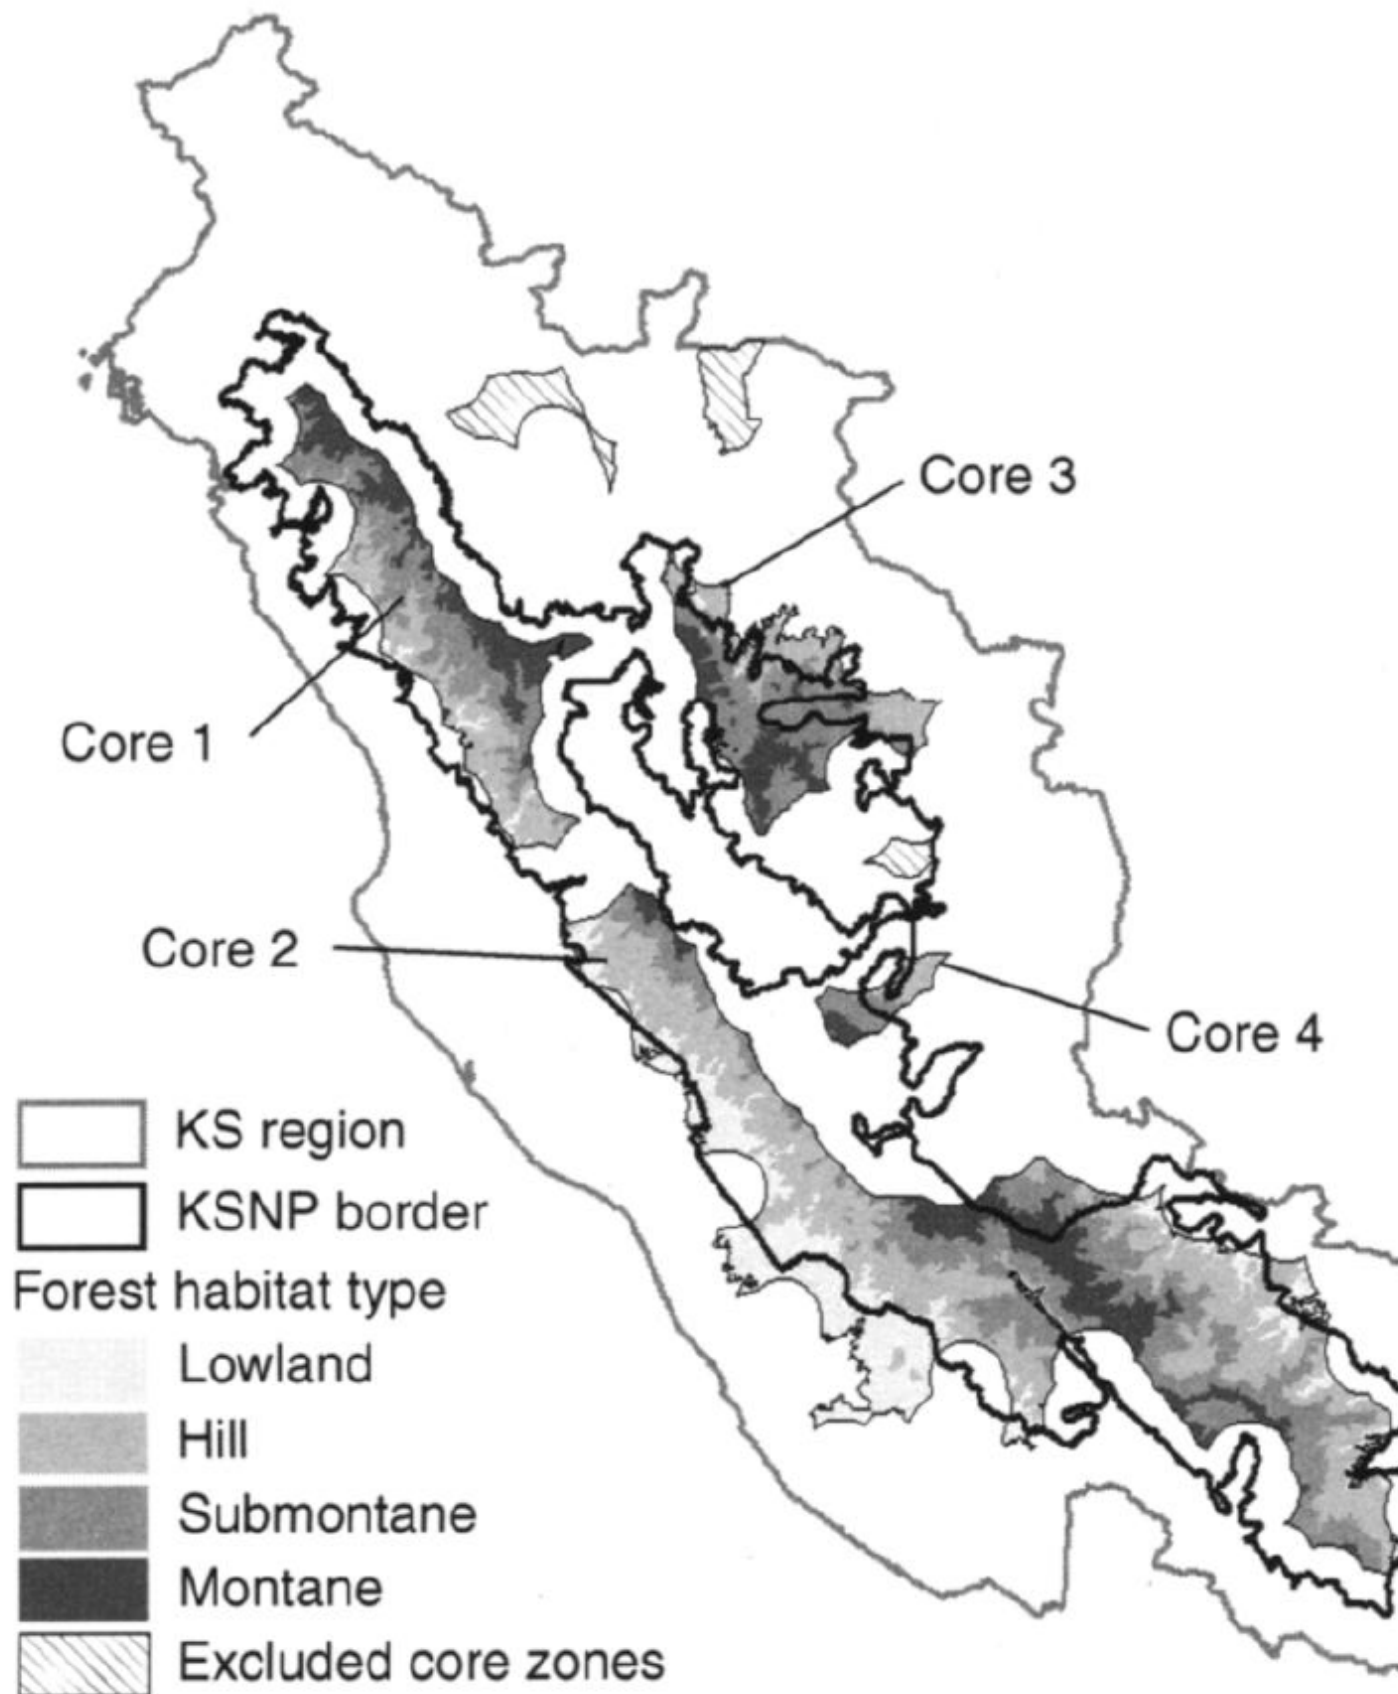 Core 3
Core 1
Core 2
Core 4
KS region
KSNP border
Forest habitat type
Lowland
Hill
Submontane
Montane
Excluded core zones